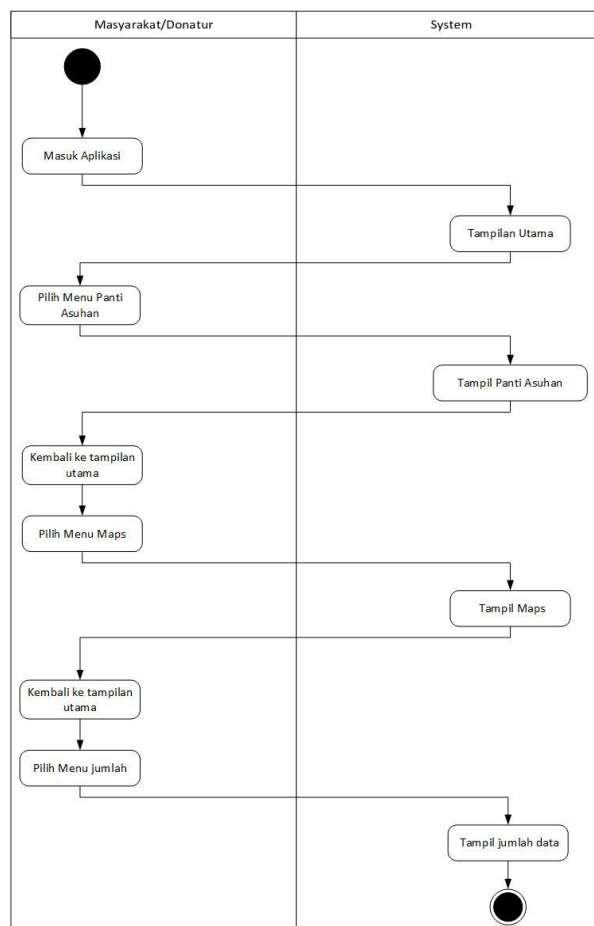 Masyarakat/Donatur
System
Masuk Aplikasi
Tampilan Utama
Pilih Menu Panti
Asuhan
Tampil Panti Asuhan
Kembali ke tampilan
utama
Pilih Menu Maps
Tampil Maps
Kembali ke tampilan
utama
Pilih Menu jumlah
Tampil jumlah data